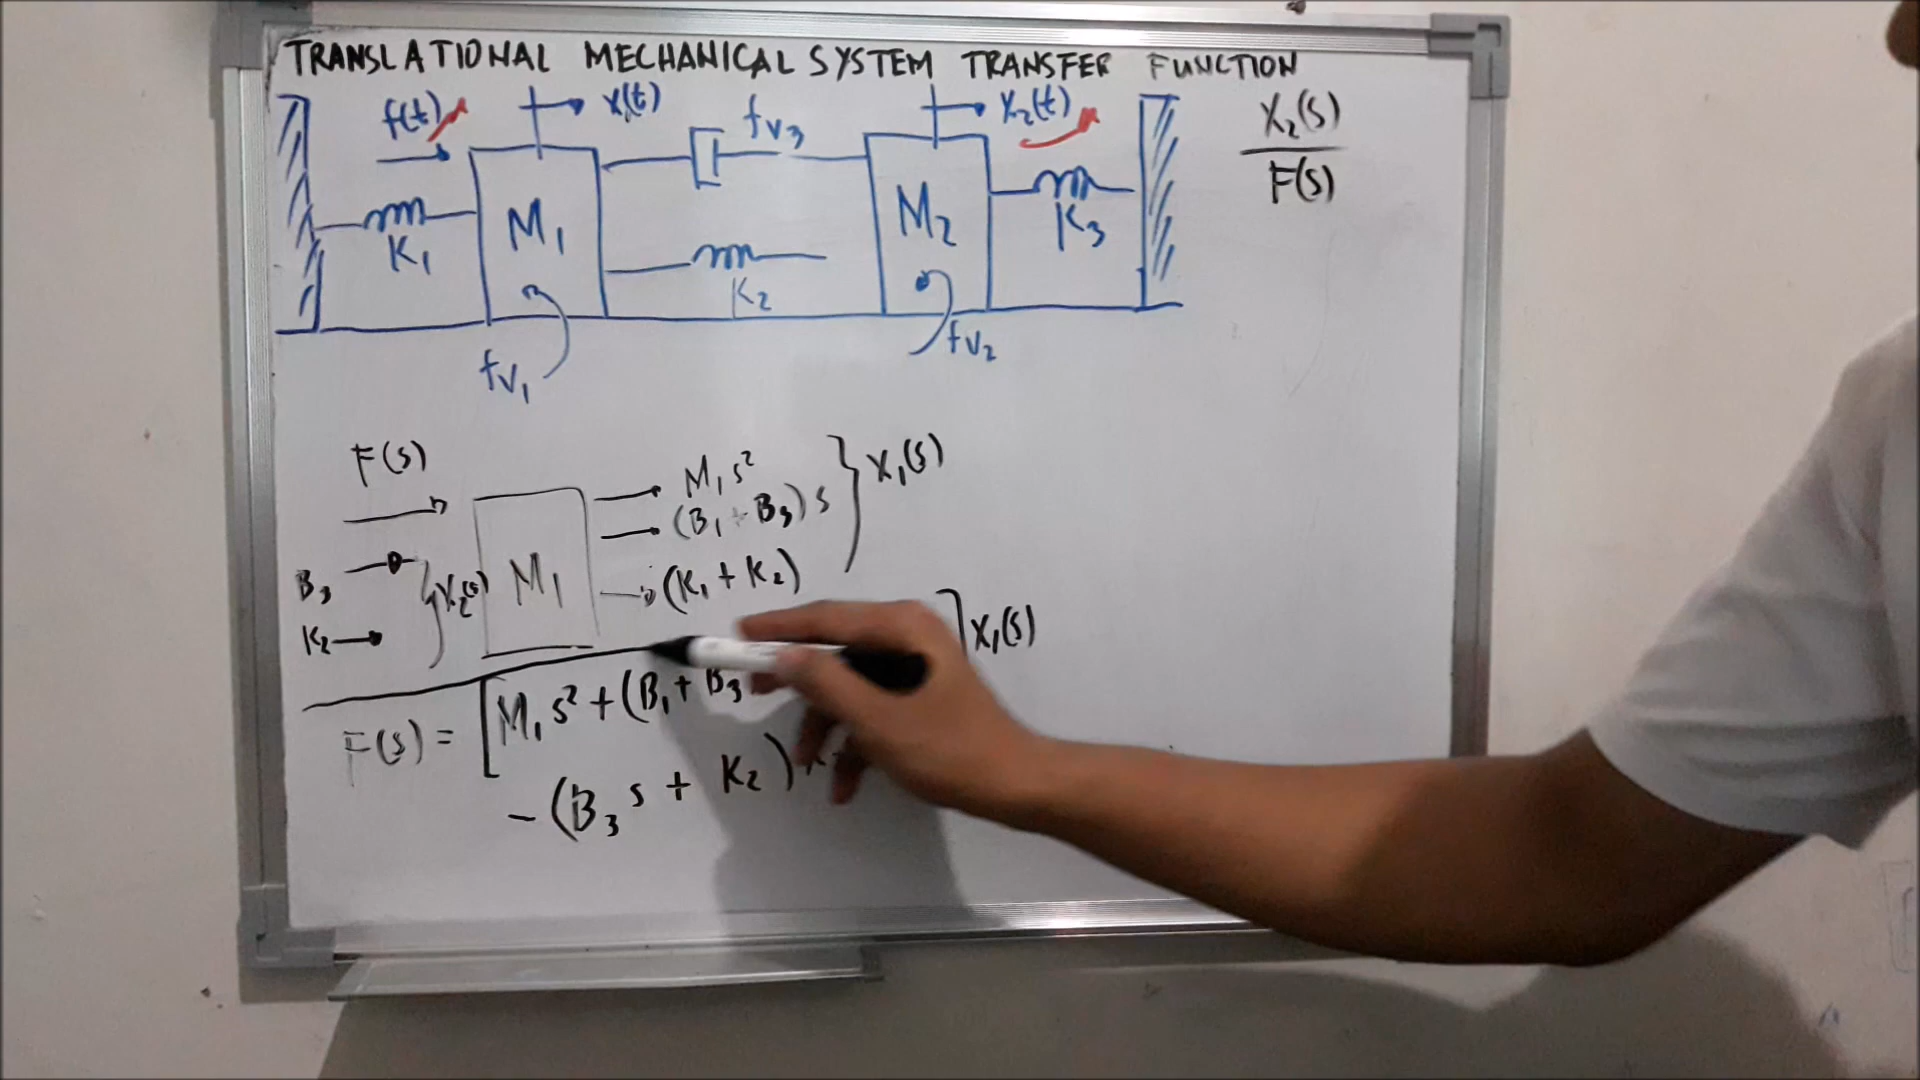 TRANSLATIONAL MECHANICAL SYSTEM TRANSFER FUNCTION
f(t) x₁(t) fv₃ x₂(t)
X₂(s)
F(s)
K₁ M₁ K₂ M₂ K₃
fv₁ fv₂
F(s) M₁s² } X₁(s)
(B₁ + B₃)s
B₃ X₂(s) M₁ (K₁ + K₂)
K₂
] X₁(s)
F(s) = [M₁s² + (B₁ + B₃
- (B₃s + K₂)